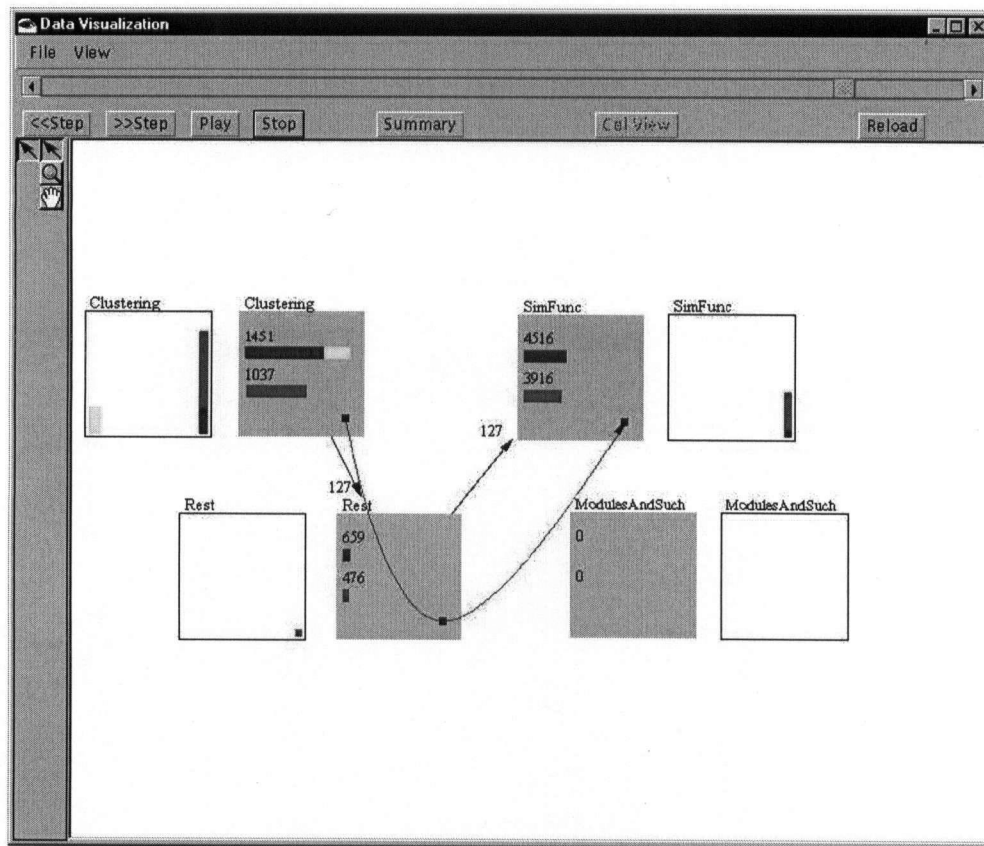 Data Visualization
File View
<<Step >>Step Play Stop Summary Cel View Reload
Clustering Clustering SimFunc SimFunc
1451
1037
4516
3916
127
127
Rest Rest ModulesAndSuch ModulesAndSuch
659
476
0
0